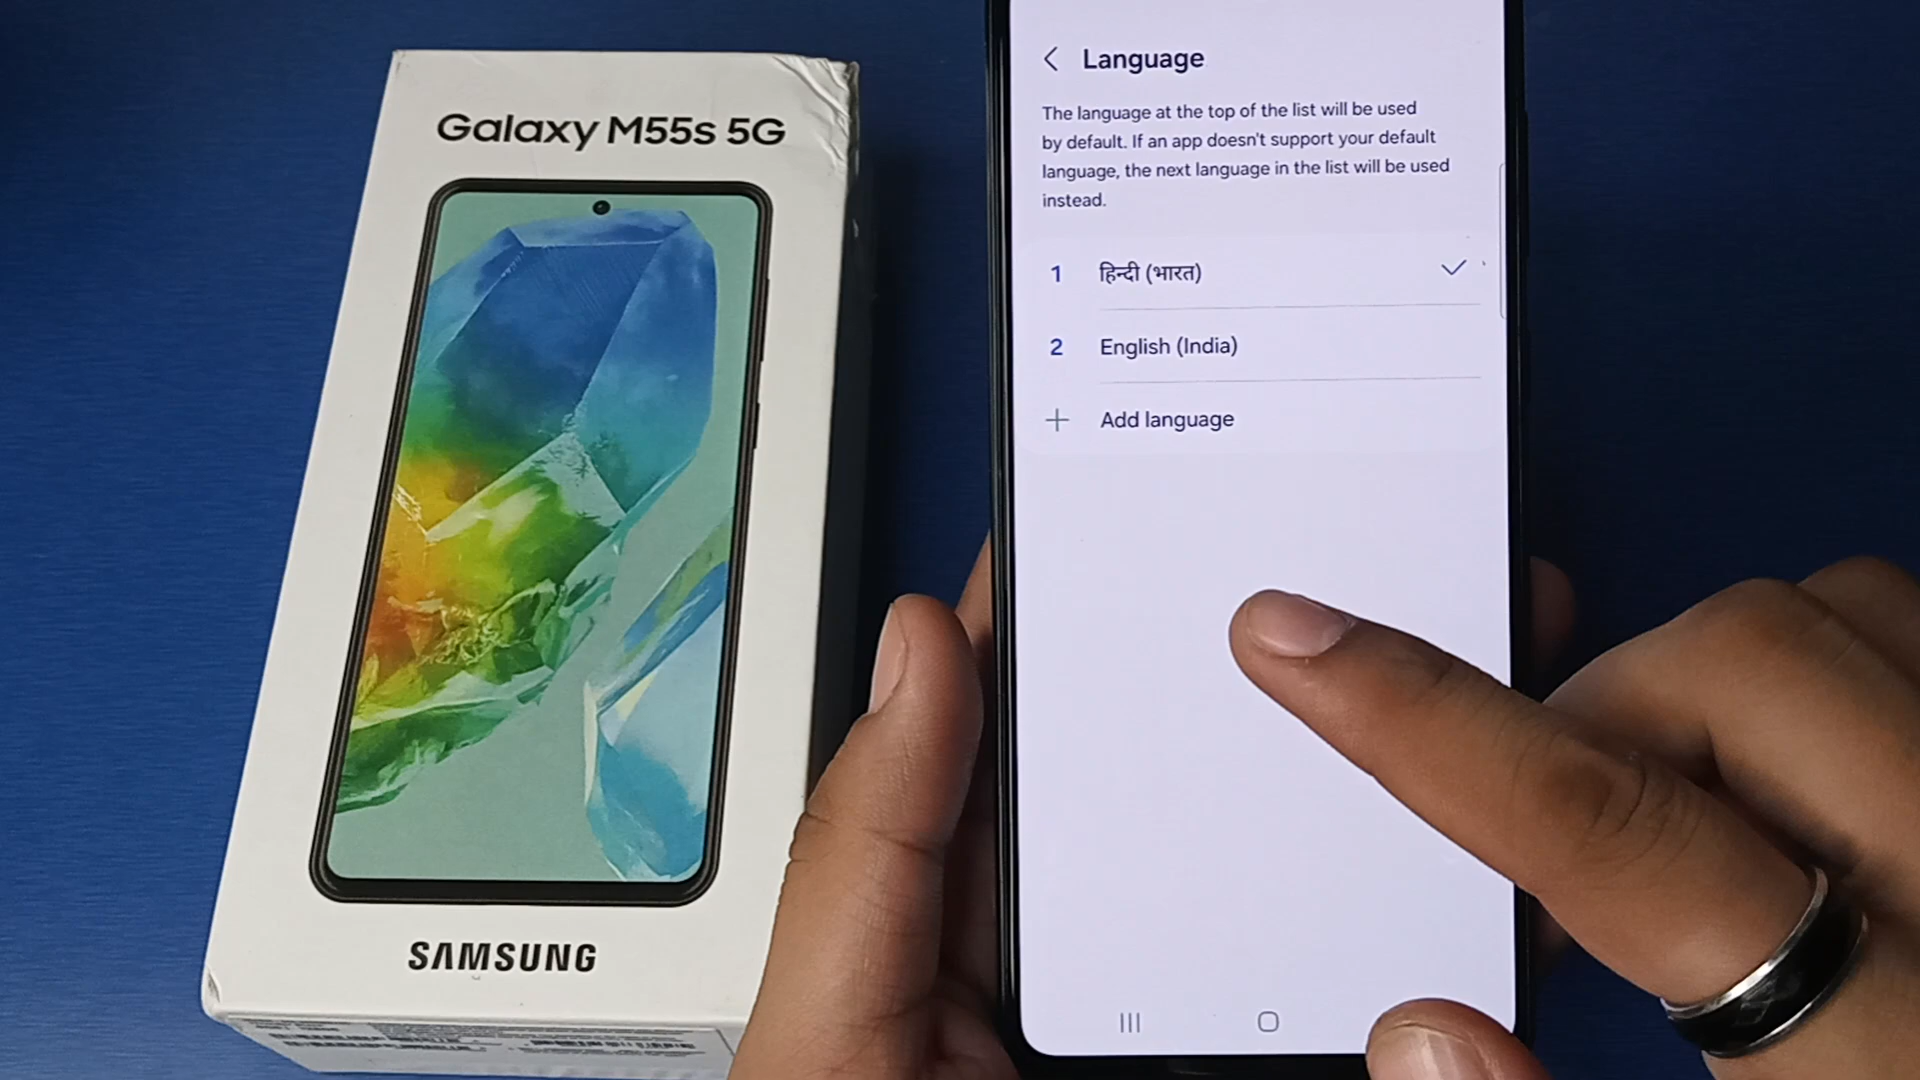 Galaxy M55s 5G
SAMSUNG
Language
The language at the top of the list will be used
by default. If an app doesn't support your default
language, the next language in the list will be used
instead.
1 हिन्दी (भारत)
2 English (India)
+ Add language